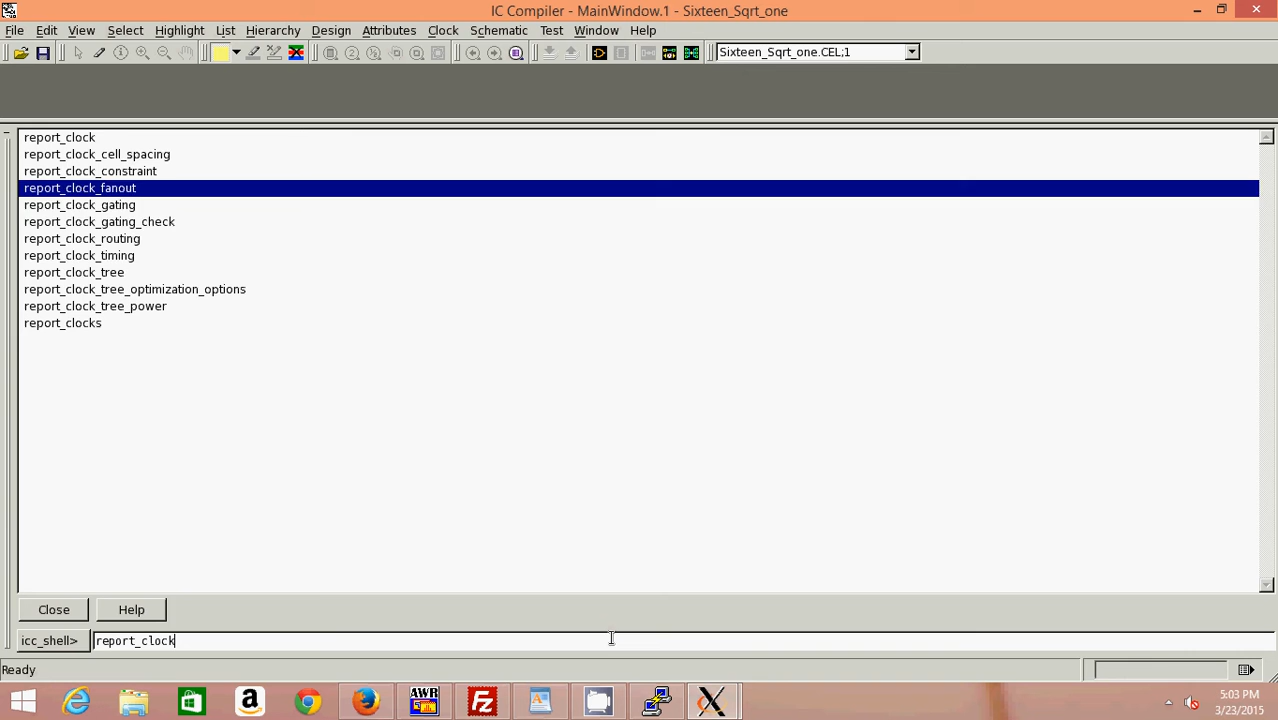 IC Compiler - MainWindow.1 - Sixteen_Sqrt_one
File Edit View Select Highlight List Hierarchy Design Attributes Clock Schematic Test Window Help
Sixteen_Sqrt_one.CEL;1
report_clock
report_clock_cell_spacing
report_clock_constraint
report_clock_fanout
report_clock_gating
report_clock_gating_check
report_clock_routing
report_clock_timing
report_clock_tree
report_clock_tree_optimization_options
report_clock_tree_power
report_clocks
Close Help
icc_shell> report_clock
Ready
AWR
5:03 PM
3/23/2015